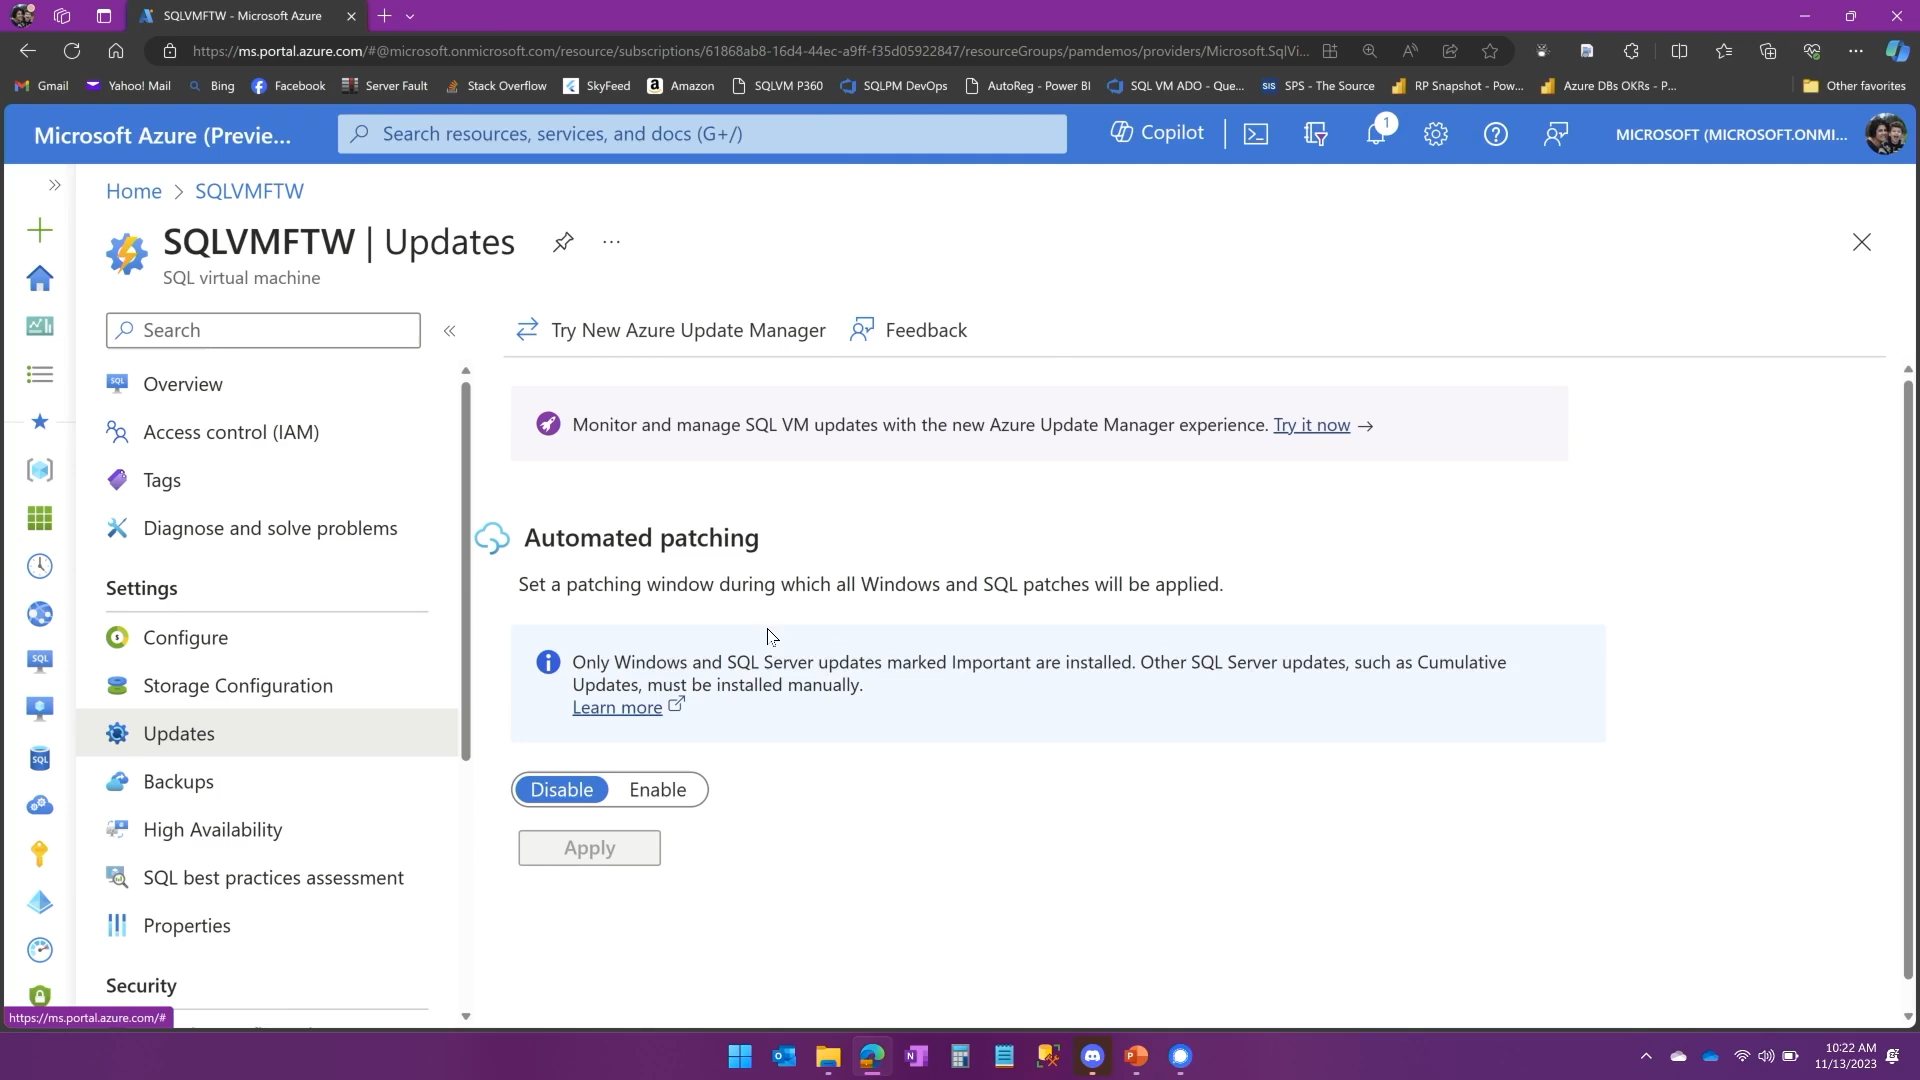 SQLVMFTW - Microsoft Azure
https://ms.portal.azure.com/#@microsoft.onmicrosoft.com/resource/subscriptions/61868ab8-16d4-44ec-a9ff-f35d05922847/resourceGroups/pamdemos/providers/Microsoft.SqlVi...
Gmail Yahoo! Mail Bing Facebook Server Fault Stack Overflow SkyFeed Amazon SQLVM P360 SQLPM DevOps AutoReg - Power BI SQL VM ADO - Que... SIS SPS - The Source RP Snapshot - Pow... Azure DBs OKRs - P... Other favorites
Microsoft Azure (Previe...
Search resources, services, and docs (G+/)
Copilot
1
MICROSOFT (MICROSOFT.ONMI...
Home > SQLVMFTW
SQLVMFTW | Updates
SQL virtual machine
Search
Try New Azure Update Manager
Feedback
Overview
Access control (IAM)
Tags
Diagnose and solve problems
Settings
Configure
Storage Configuration
Updates
Backups
High Availability
SQL best practices assessment
Properties
Security
Monitor and manage SQL VM updates with the new Azure Update Manager experience. Try it now →
Automated patching
Set a patching window during which all Windows and SQL patches will be applied.
Only Windows and SQL Server updates marked Important are installed. Other SQL Server updates, such as Cumulative
Updates, must be installed manually.
Learn more
Disable Enable
Apply
https://ms.portal.azure.com/#
10:22 AM
11/13/2023